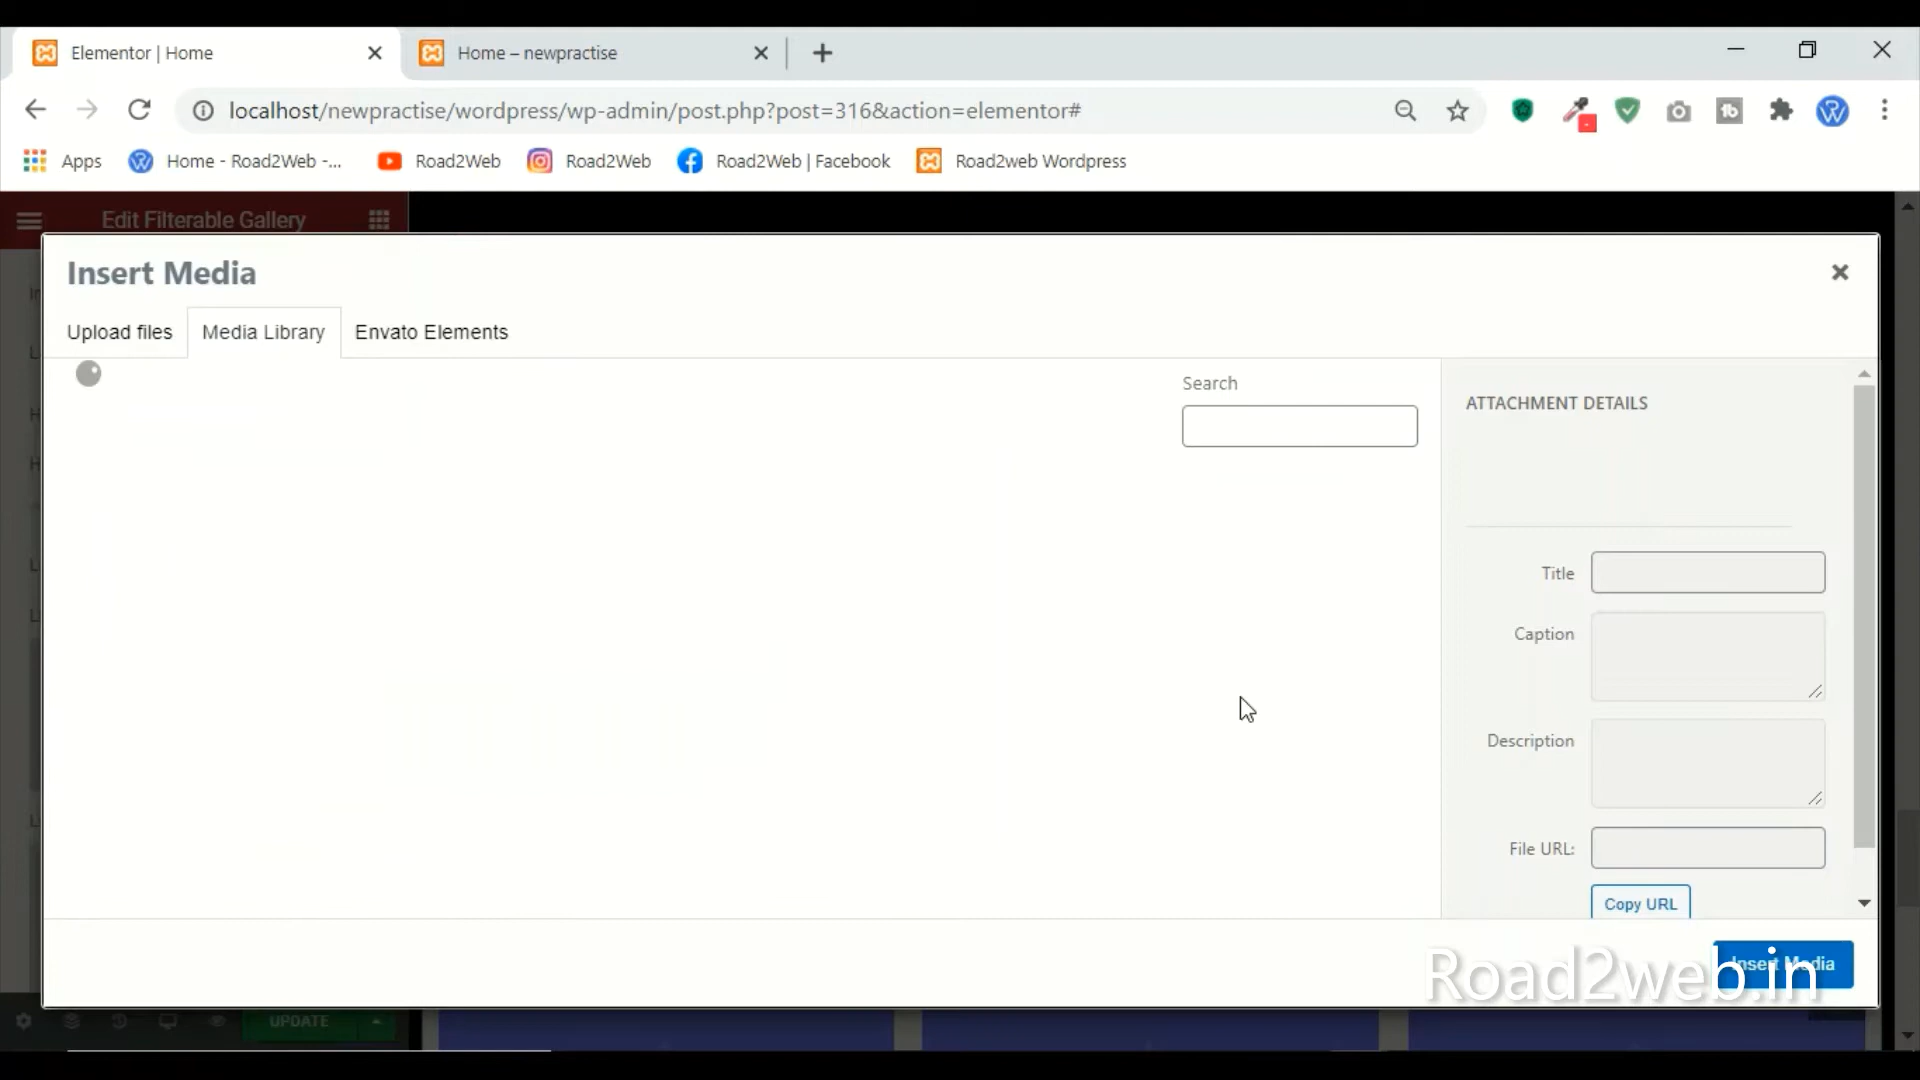 Elementor | Home
Home – newpractise
localhost/newpractise/wordpress/wp-admin/post.php?post=316&action=elementor#
Apps
Home - Road2Web -...
Road2Web
Road2Web
Road2Web | Facebook
Road2web Wordpress
Edit Filterable Gallery
Insert Media
Upload files
Media Library
Envato Elements
Search
ATTACHMENT DETAILS
Title
Caption
Description
File URL:
Copy URL
Insert Media
Road2web.in
UPDATE